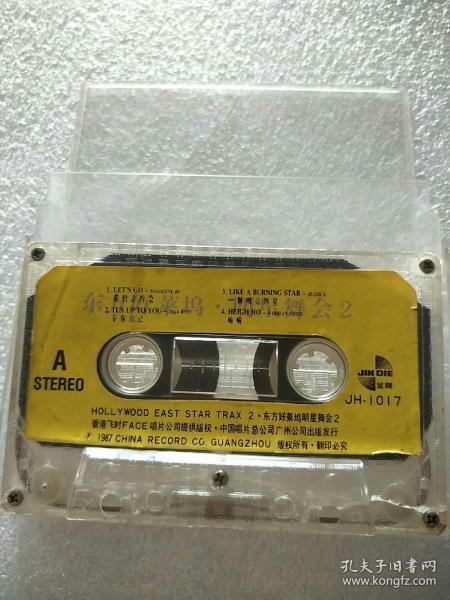 东方好莱坞·明星舞会2
1. LET'S GO –
2. IT'S UP TO YOU –
3. LIKE A BURNING STAR –
4. HEIGH HO –
A
STEREO
JIN DIE
金蝶
JH-1017
HOLLYWOOD EAST STAR TRAX 2·东方好莱坞明星舞会2
香港飞时FACE唱片公司提供版权·中国唱片总公司广州公司出版发行
Ⓟ 1987 CHINA RECORD CO. GUANGZHOU 版权所有·翻印必究
孔夫子旧书网
www.kongfz.com